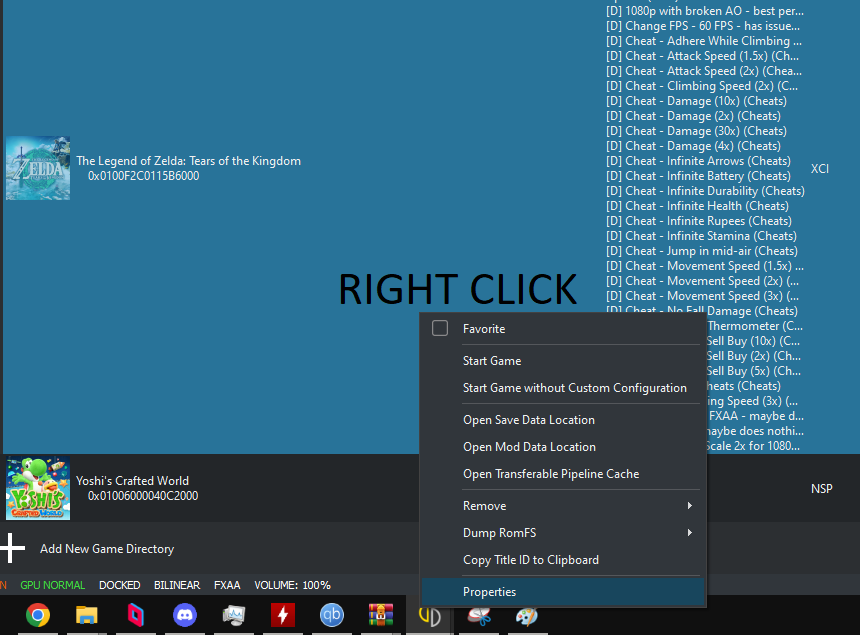 [D] 1080p with broken AO - best per...
[D] Change FPS - 60 FPS - has issue...
[D] Cheat - Adhere While Climbing ...
[D] Cheat - Attack Speed (1.5x) (Ch...
[D] Cheat - Attack Speed (2x) (Chea...
[D] Cheat - Climbing Speed (2x) (C...
[D] Cheat - Damage (10x) (Cheats)
[D] Cheat - Damage (2x) (Cheats)
[D] Cheat - Damage (30x) (Cheats)
[D] Cheat - Damage (4x) (Cheats)
[D] Cheat - Infinite Arrows (Cheats)
[D] Cheat - Infinite Battery (Cheats)
[D] Cheat - Infinite Durability (Cheats)
[D] Cheat - Infinite Health (Cheats)
[D] Cheat - Infinite Rupees (Cheats)
[D] Cheat - Infinite Stamina (Cheats)
[D] Cheat - Jump in mid-air (Cheats)
[D] Cheat - Movement Speed (1.5x) ...
[D] Cheat - Movement Speed (2x) (...
[D] Cheat - Movement Speed (3x) (...
[D] Cheat - No Fall Damage (Cheats)
Thermometer (C...
Sell Buy (10x) (C...
Sell Buy (2x) (Ch...
Sell Buy (5x) (Ch...
heats (Cheats)
ing Speed (3x) (...
FXAA - maybe d...
maybe does nothi...
Scale 2x for 1080...
XCI
ZELDA
The Legend of Zelda: Tears of the Kingdom
0x0100F2C0115B6000
RIGHT CLICK
Favorite
Start Game
Start Game without Custom Configuration
Open Save Data Location
Open Mod Data Location
Open Transferable Pipeline Cache
Remove
Dump RomFS
Copy Title ID to Clipboard
Properties
YOSHI'S
CRAFTED WORLD
Yoshi's Crafted World
0x01006000040C2000
NSP
Add New Game Directory
N GPU NORMAL DOCKED BILINEAR FXAA VOLUME: 100%
qb